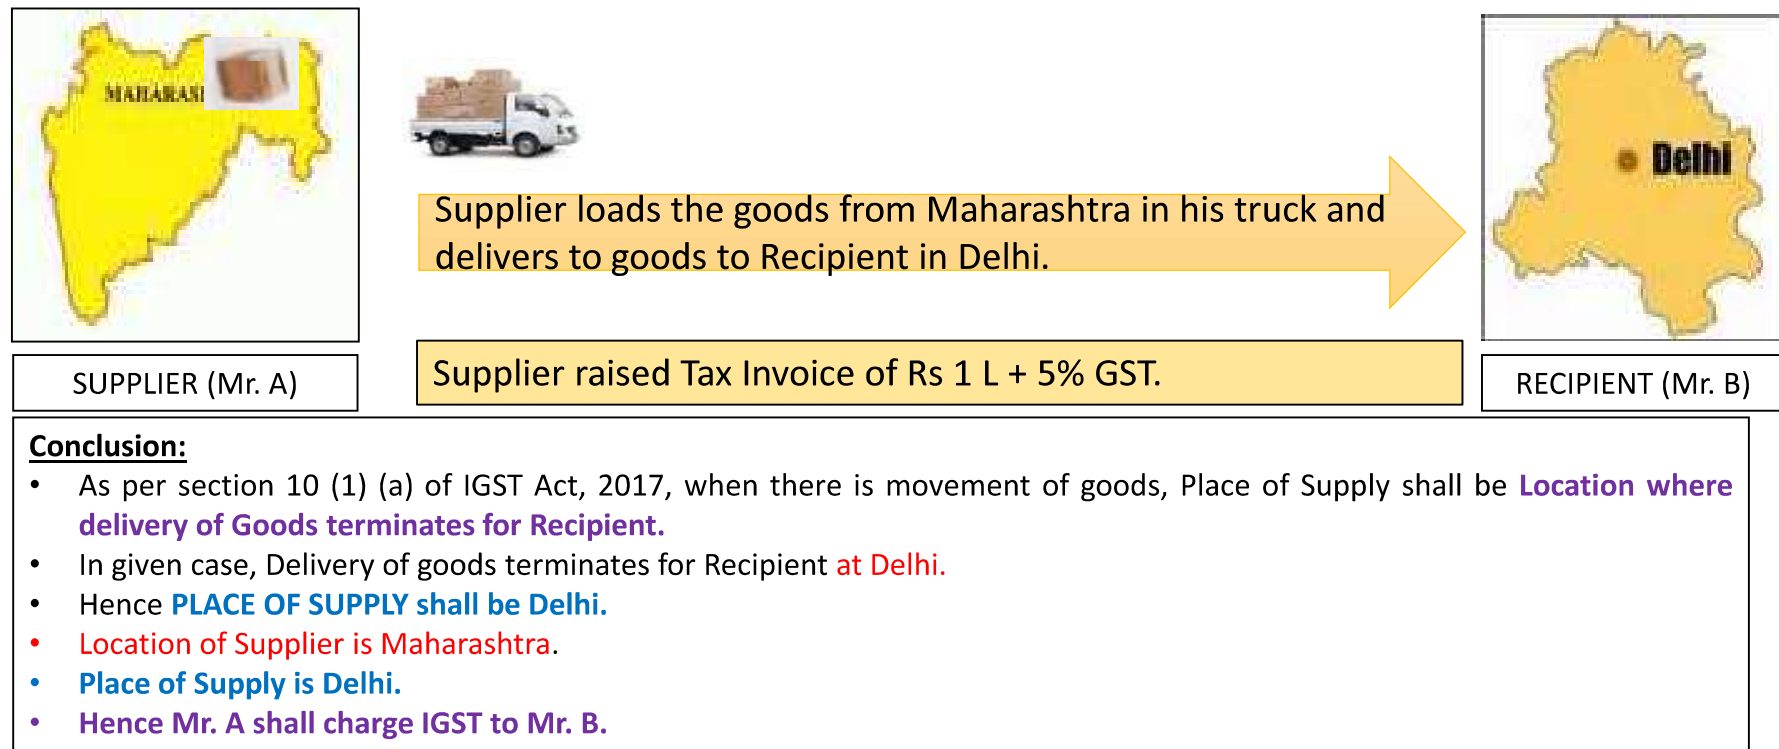 MAHARAS
Delhi
Supplier loads the goods from Maharashtra in his truck and
delivers to goods to Recipient in Delhi.
SUPPLIER (Mr. A)
Supplier raised Tax Invoice of Rs 1 L + 5% GST.
RECIPIENT (Mr. B)
Conclusion:
• As per section 10 (1) (a) of IGST Act, 2017, when there is movement of goods, Place of Supply shall be Location where
delivery of Goods terminates for Recipient.
• In given case, Delivery of goods terminates for Recipient at Delhi.
• Hence PLACE OF SUPPLY shall be Delhi.
• Location of Supplier is Maharashtra.
• Place of Supply is Delhi.
• Hence Mr. A shall charge IGST to Mr. B.